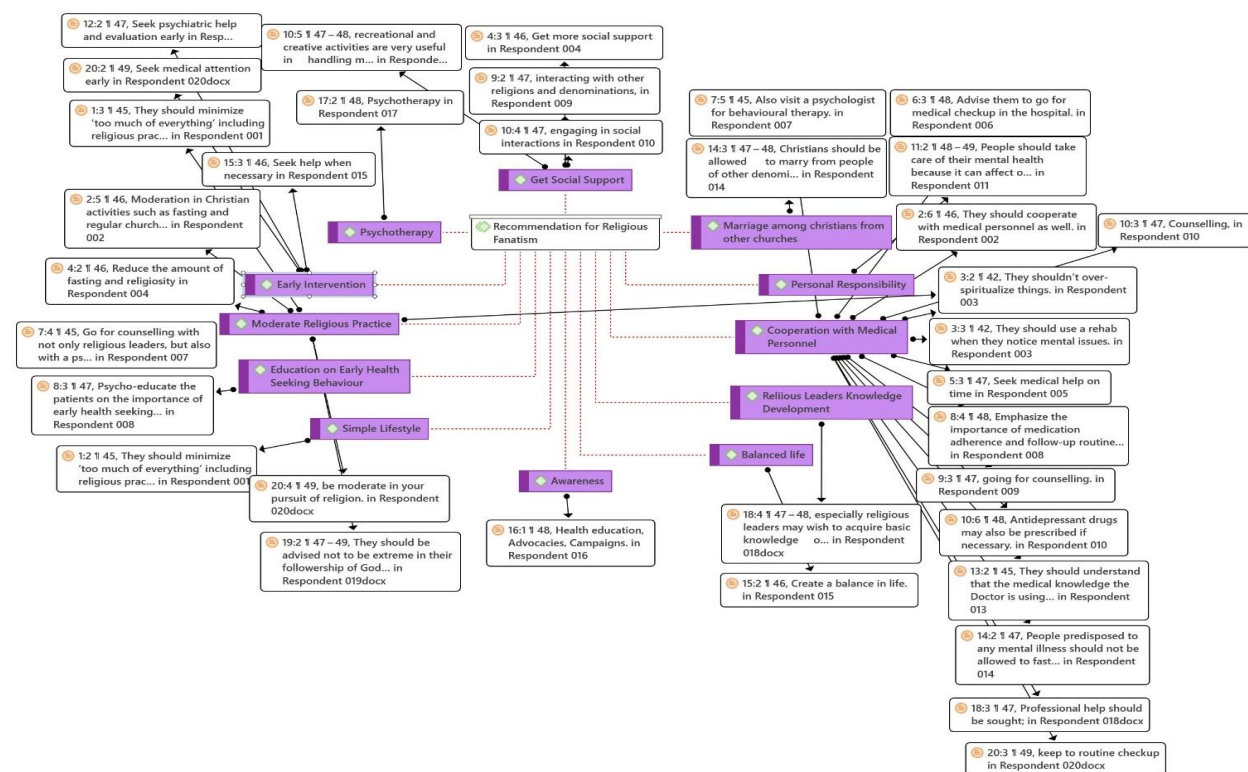 12:2 ¶ 47, Seek psychiatric help
and evaluation early in Resp...
20:2 ¶ 49, Seek medical attention
early in Respondent 020docx
1:3 ¶ 45, They should minimize
‘too much of everything’ including
religious prac... in Respondent 001
15:3 ¶ 46, Seek help when
necessary in Respondent 015
2:5 ¶ 46, Moderation in Christian
activities such as fasting and
regular church... in Respondent
002
4:2 ¶ 46, Reduce the amount of
fasting and religiosity in
Respondent 004
7:4 ¶ 45, Go for counselling with
not only religious leaders, but also
with a ps... in Respondent 007
8:3 ¶ 47, Psycho-educate the
patients on the importance of
early health seeking... in
Respondent 008
1:2 ¶ 45, They should minimize
‘too much of everything’ including
religious prac... in Respondent 001
20:4 ¶ 49, be moderate in your
pursuit of religion. in Respondent
020docx
19:2 ¶ 47 – 49, They should be
advised not to be extreme in their
followership of God... in
Respondent 019docx
10:5 ¶ 47 – 48, recreational and
creative activities are very useful
in handling m... in Responde...
17:2 ¶ 48, Psychotherapy in
Respondent 017
4:3 ¶ 46, Get more social support
in Respondent 004
9:2 ¶ 47, interacting with other
religions and denominations, in
Respondent 009
10:4 ¶ 47, engaging in social
interactions in Respondent 010
Get Social Support
Recommendation for Religious
Fanatism
Psychotherapy
Early Intervention
Moderate Religious Practice
Education on Early Health
Seeking Behaviour
Simple Lifestyle
Awareness
16:1 ¶ 48, Health education,
Advocacies, Campaigns. in
Respondent 016
Marriage among christians from
other churches
Personal Responsibility
Cooperation with Medical
Personnel
Reliious Leaders Knowledge
Development
Balanced life
18:4 ¶ 47 – 48, especially religious
leaders may wish to acquire basic
knowledge o... in Respondent
018docx
15:2 ¶ 46, Create a balance in life.
in Respondent 015
7:5 ¶ 45, Also visit a psychologist
for behavioural therapy. in
Respondent 007
14:3 ¶ 47 – 48, Christians should be
allowed to marry from people
of other denomi... in Respondent
014
6:3 ¶ 48, Advise them to go for
medical checkup in the hospital. in
Respondent 006
11:2 ¶ 48 – 49, People should take
care of their mental health
because it can affect o... in
Respondent 011
2:6 ¶ 46, They should cooperate
with medical personnel as well. in
Respondent 002
10:3 ¶ 47, Counselling, in
Respondent 010
3:2 ¶ 42, They shouldn’t over-
spiritualize things. in Respondent
003
3:3 ¶ 42, They should use a rehab
when they notice mental issues. in
Respondent 003
5:3 ¶ 47, Seek medical help on
time in Respondent 005
8:4 ¶ 48, Emphasize the
importance of medication
adherence and follow-up routine...
in Respondent 008
9:3 ¶ 47, going for counselling. in
Respondent 009
10:6 ¶ 48, Antidepressant drugs
may also be prescribed if
necessary. in Respondent 010
13:2 ¶ 45, They should understand
that the medical knowledge the
Doctor is using... in Respondent
013
14:2 ¶ 47, People predisposed to
any mental illness should not be
allowed to fast... in Respondent
014
18:3 ¶ 47, Professional help should
be sought; in Respondent 018docx
20:3 ¶ 49, keep to routine checkup
in Respondent 020docx